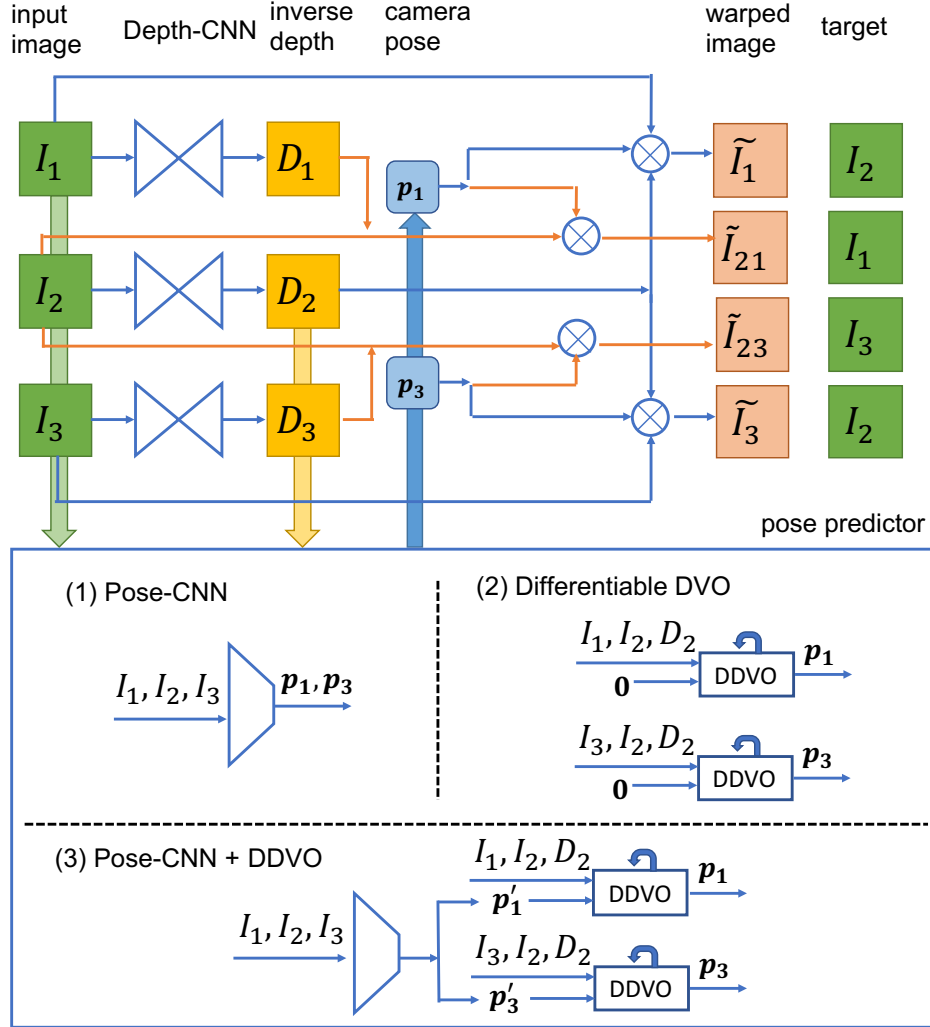 input image Depth-CNN inverse depth camera pose warped image target
I₁ D₁ p₁ Ĩ₁ I₂
Ĩ₂₁ I₁
I₂ D₂
Ĩ₂₃ I₃
I₃ D₃ p₃ Ĩ₃ I₂
pose predictor
(1) Pose-CNN
I₁, I₂, I₃ p₁, p₃
(2) Differentiable DVO
I₁, I₂, D₂
0 DDVO p₁
I₃, I₂, D₂
0 DDVO p₃
(3) Pose-CNN + DDVO
I₁, I₂, I₃
I₁, I₂, D₂
p′₁ DDVO p₁
I₃, I₂, D₂
p′₃ DDVO p₃